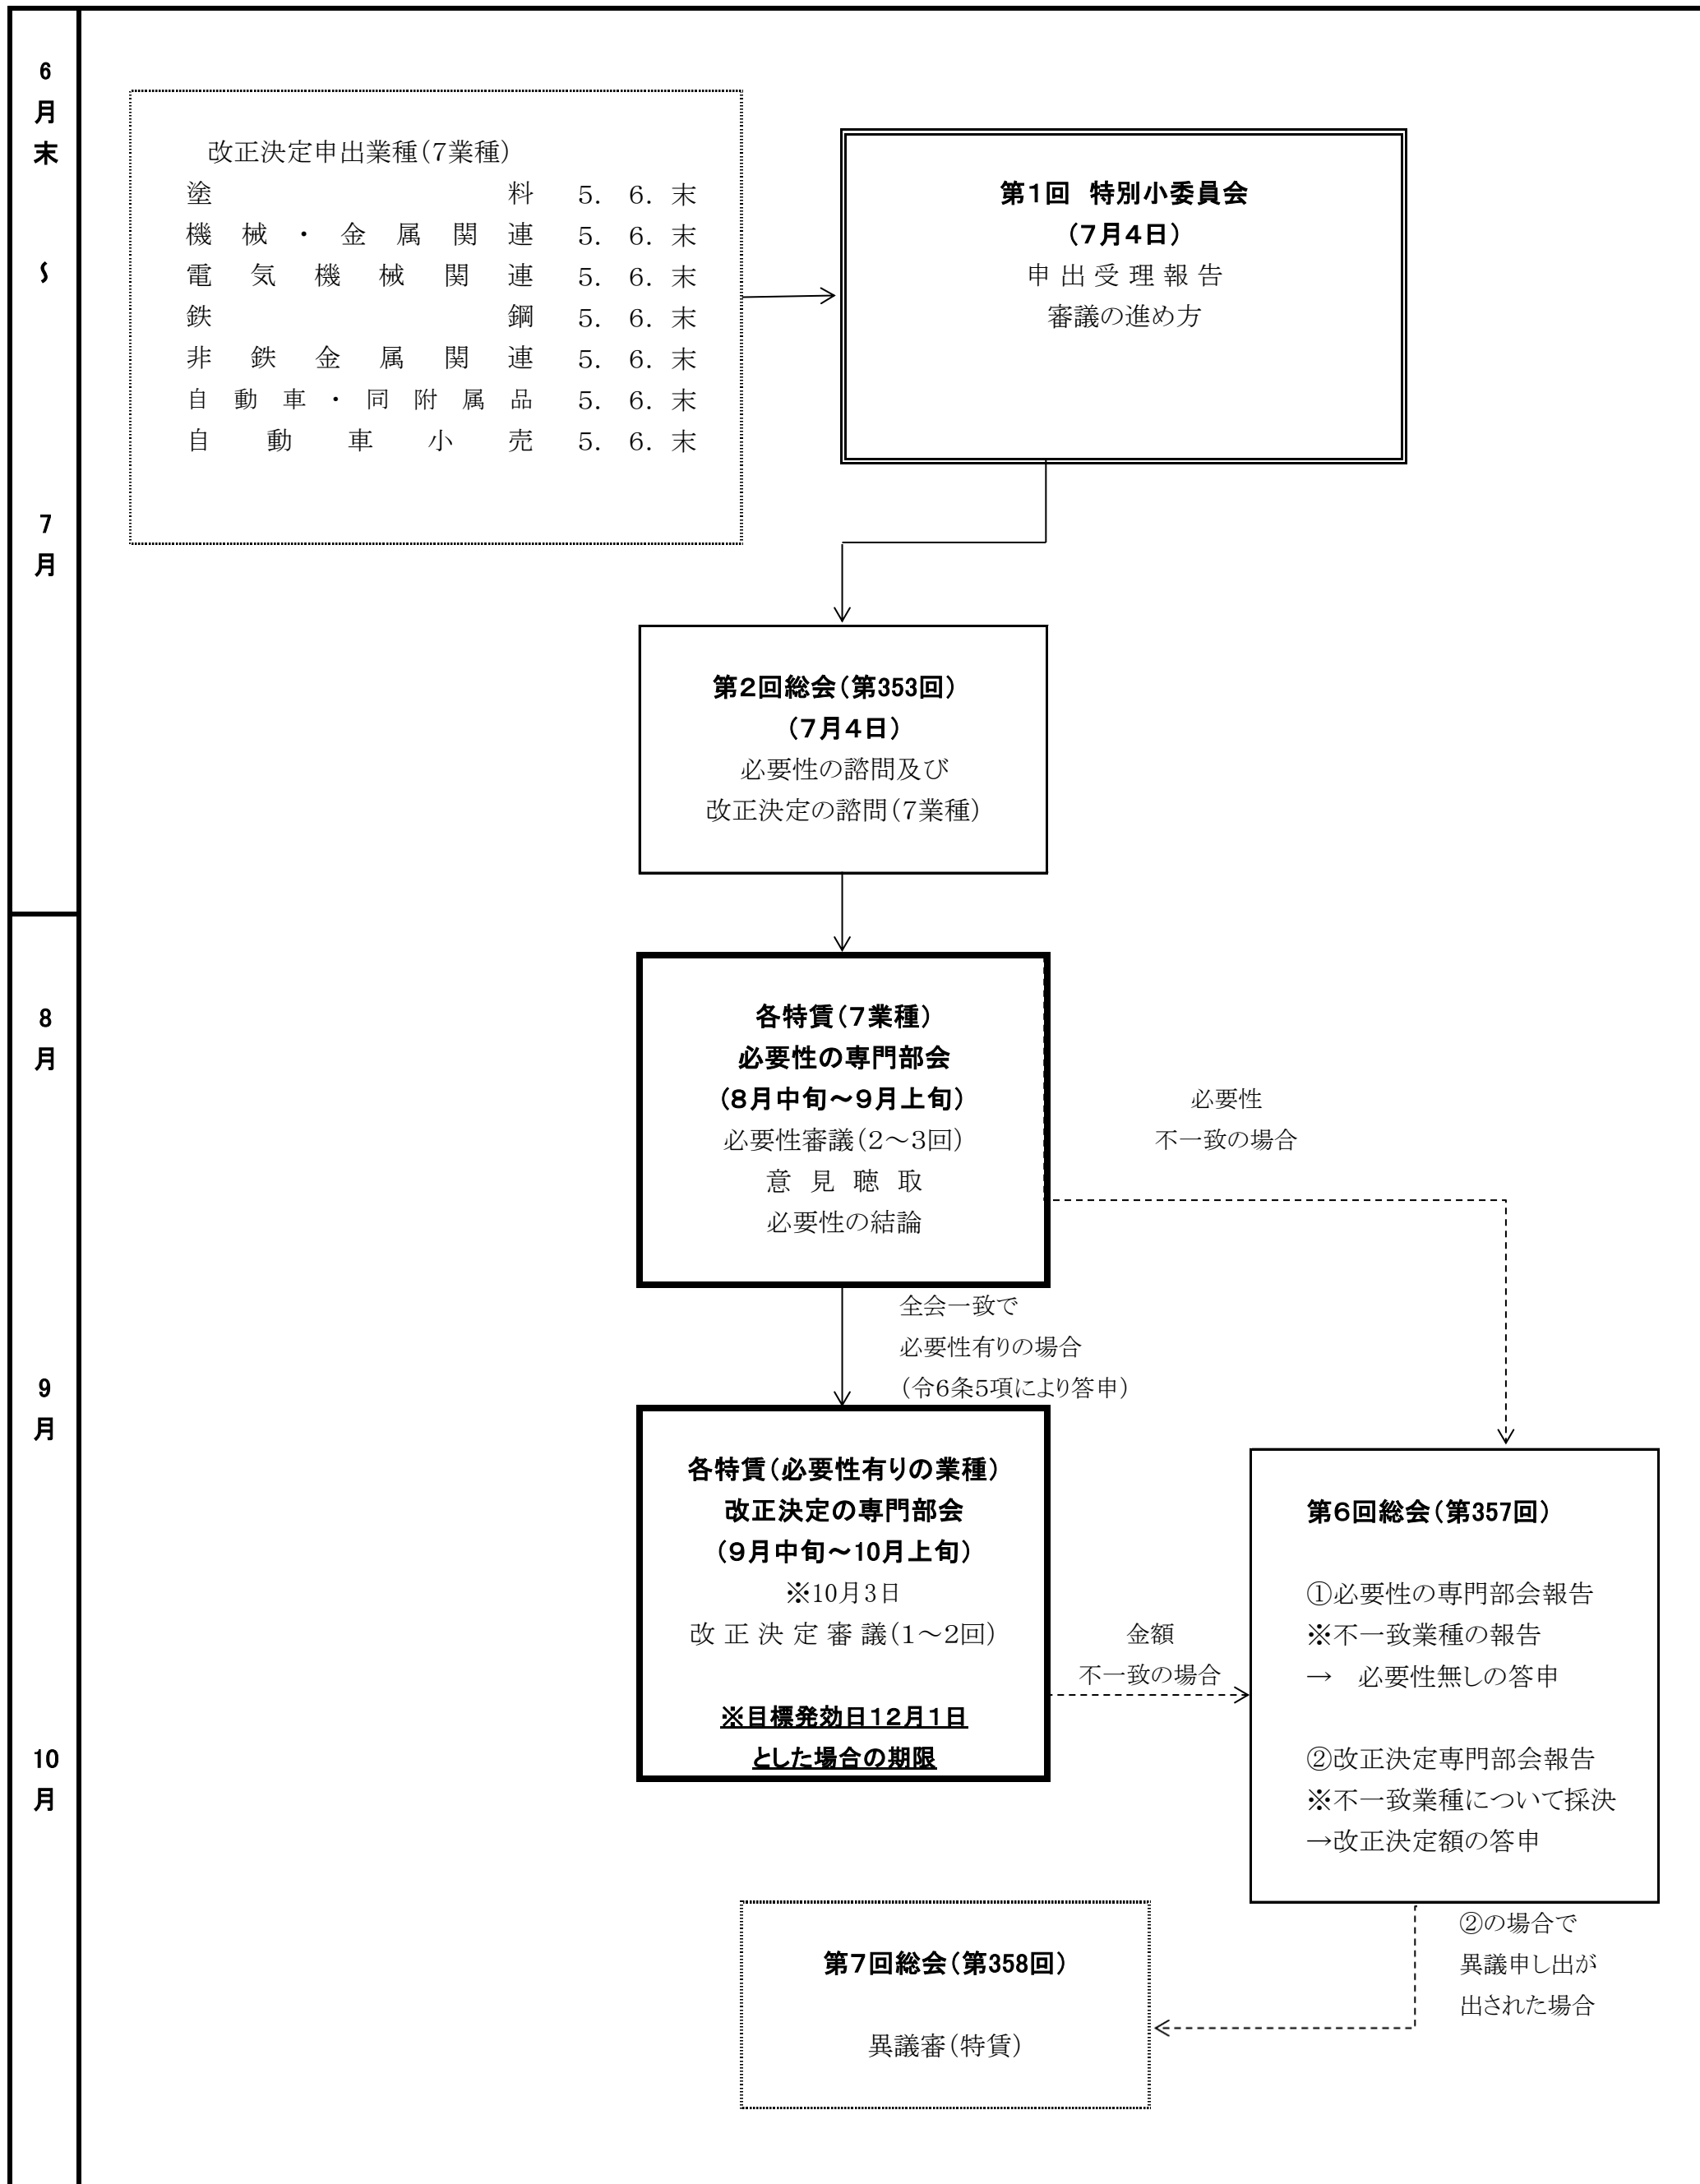 6
月
末
～
7
月
改正決定申出業種(7業種)
塗料 5. 6. 末
機械・金属関連 5. 6. 末
電気機械関連 5. 6. 末
鉄鋼 5. 6. 末
非鉄金属関連 5. 6. 末
自動車・同附属品 5. 6. 末
自動車小売 5. 6. 末
第1回 特別小委員会
(7月4日)
申出受理報告
審議の進め方
第2回総会(第353回)
(7月4日)
必要性の諮問及び
改正決定の諮問(7業種)
8
月
各特賃(7業種)
必要性の専門部会
(8月中旬～9月上旬)
必要性審議(2～3回)
意見聴取
必要性の結論
必要性
不一致の場合
全会一致で
必要性有りの場合
(令6条5項により答申)
9
月
各特賃(必要性有りの業種)
改正決定の専門部会
(9月中旬～10月上旬)
※10月3日
改正決定審議(1～2回)
※目標発効日12月1日
とした場合の期限
金額
不一致の場合
第6回総会(第357回)
①必要性の専門部会報告
※不一致業種の報告
→ 必要性無しの答申
②改正決定専門部会報告
※不一致業種について採決
→改正決定額の答申
10
月
②の場合で
異議申し出が
出された場合
第7回総会(第358回)
異議審(特賃)